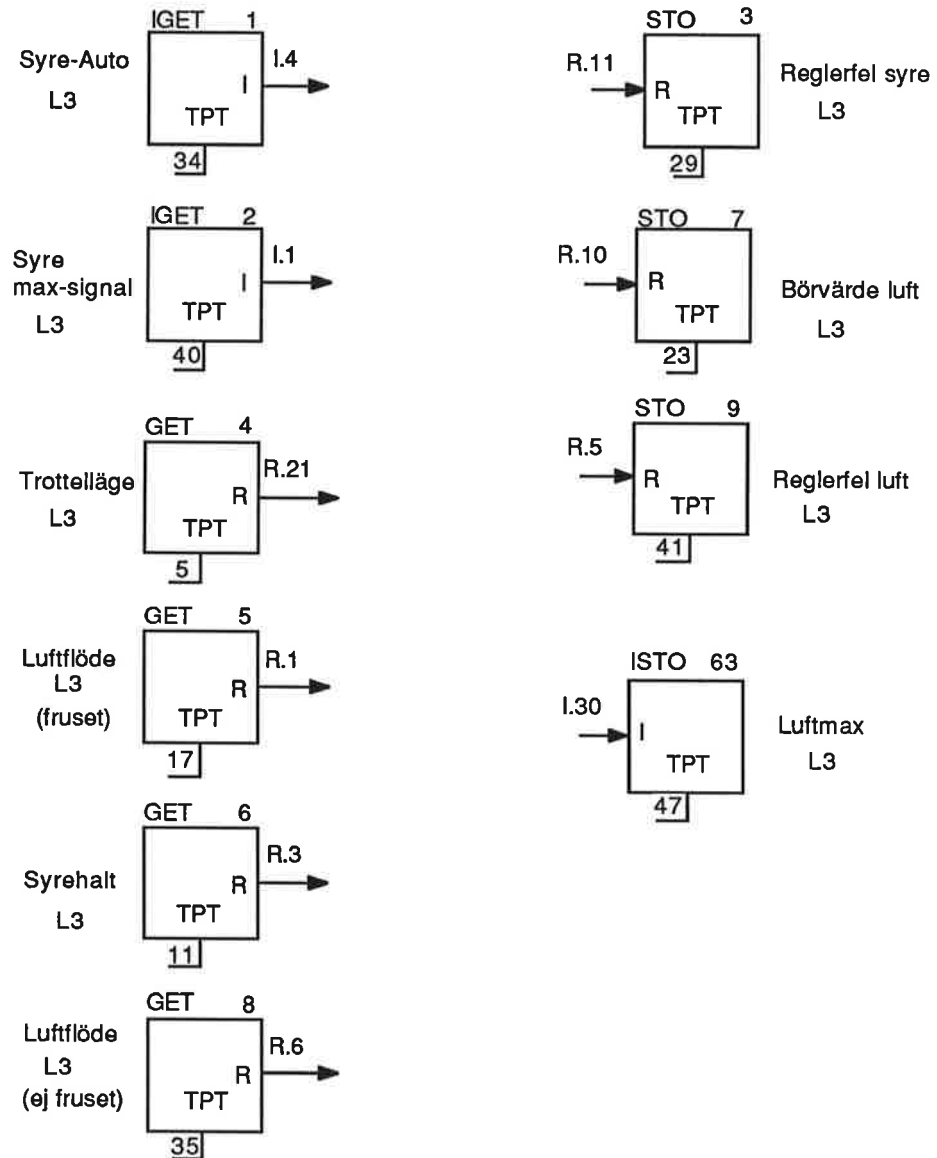 IGET 1
Syre-Auto
L3
I
I.4
TPT
34
IGET 2
Syre
max-signal
L3
I
I.1
TPT
40
GET 4
Trotteläge
L3
R
R.21
TPT
5
GET 5
Luftflöde
L3
(fruset)
R
R.1
TPT
17
GET 6
Syrehalt
L3
R
R.3
TPT
11
GET 8
Luftflöde
L3
(ej fruset)
R
R.6
TPT
35
STO 3
R.11
R
TPT
29
Reglerfel syre
L3
STO 7
R.10
R
TPT
23
Börvärde luft
L3
STO 9
R.5
R
TPT
41
Reglerfel luft
L3
ISTO 63
I.30
I
TPT
47
Luftmax
L3